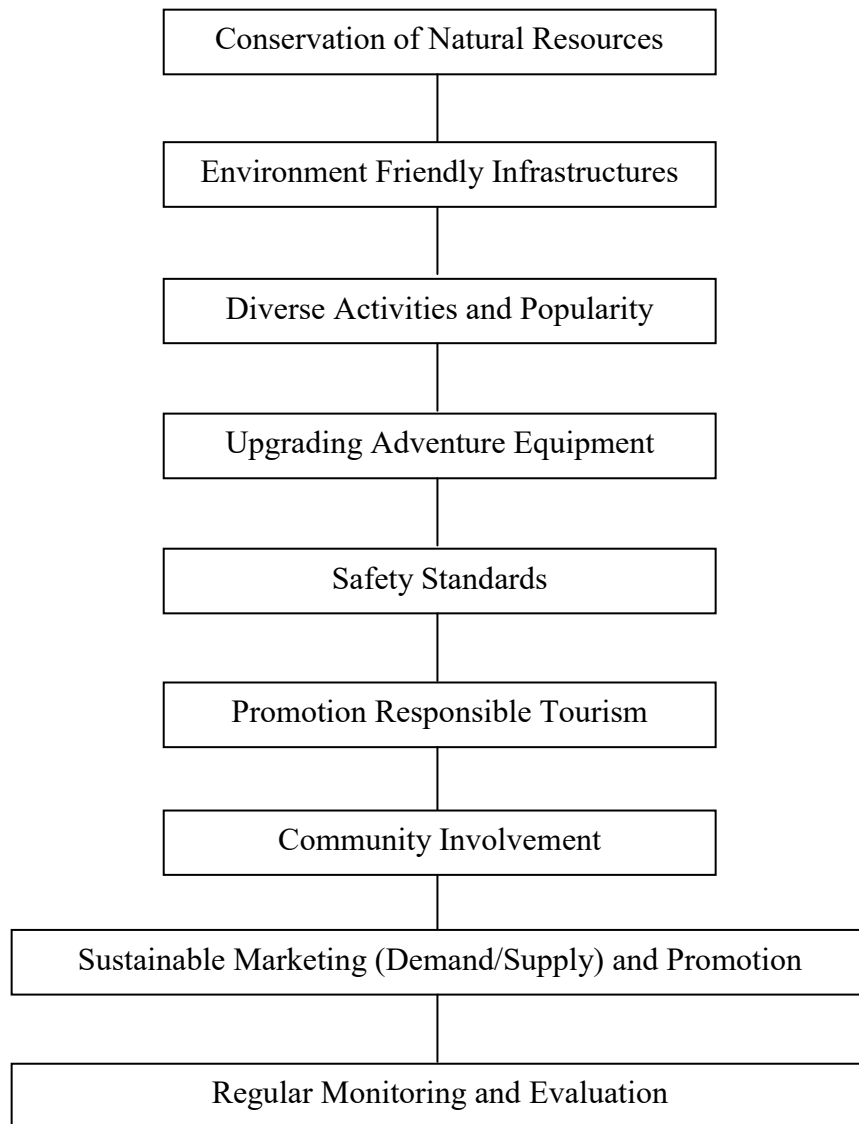 Conservation of Natural Resources
Environment Friendly Infrastructures
Diverse Activities and Popularity
Upgrading Adventure Equipment
Safety Standards
Promotion Responsible Tourism
Community Involvement
Sustainable Marketing (Demand/Supply) and Promotion
Regular Monitoring and Evaluation